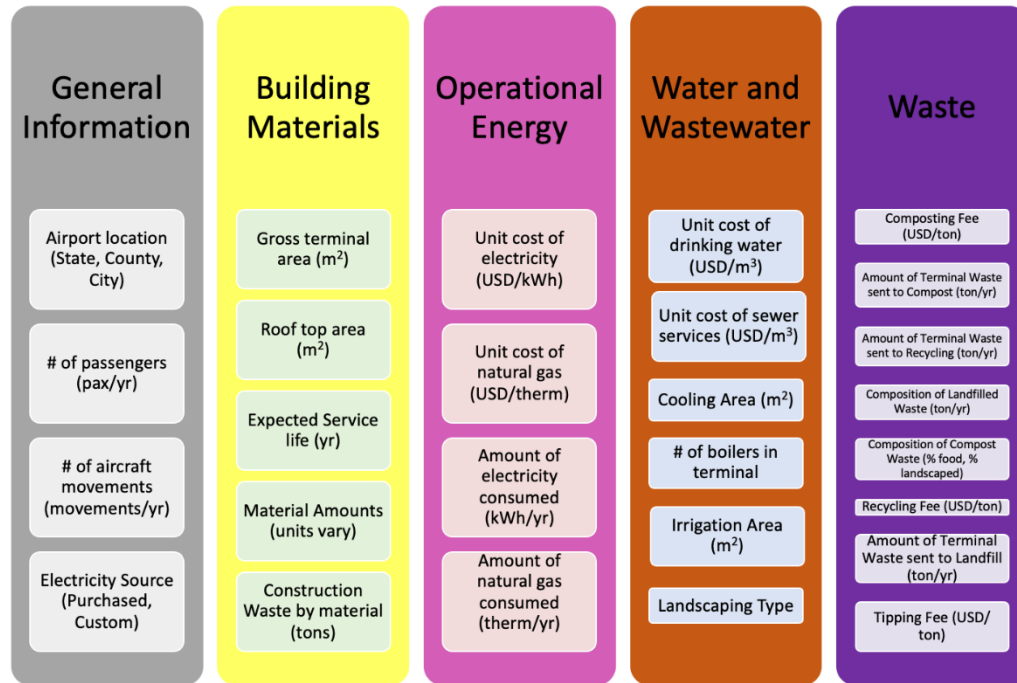 General
Information
Airport location
(State, County,
City)
# of passengers
(pax/yr)
# of aircraft
movements
(movements/yr)
Electricity Source
(Purchased,
Custom)
Building
Materials
Gross terminal
area (m²)
Roof top area
(m²)
Expected Service
life (yr)
Material Amounts
(units vary)
Construction
Waste by material
(tons)
Operational
Energy
Unit cost of
electricity
(USD/kWh)
Unit cost of
natural gas
(USD/therm)
Amount of
electricity
consumed
(kWh/yr)
Amount of
natural gas
consumed
(therm/yr)
Water and
Wastewater
Unit cost of
drinking water
(USD/m³)
Unit cost of sewer
services (USD/m³)
Cooling Area (m²)
# of boilers in
terminal
Irrigation Area
(m²)
Landscaping Type
Waste
Composting Fee
(USD/ton)
Amount of Terminal Waste
sent to Compost (ton/yr)
Amount of Terminal Waste
sent to Recycling (ton/yr)
Composition of Landfilled
Waste (ton/yr)
Composition of Compost
Waste (% food, %
landscaped)
Recycling Fee (USD/ton)
Amount of Terminal
Waste sent to Landfill
(ton/yr)
Tipping Fee (USD/
ton)